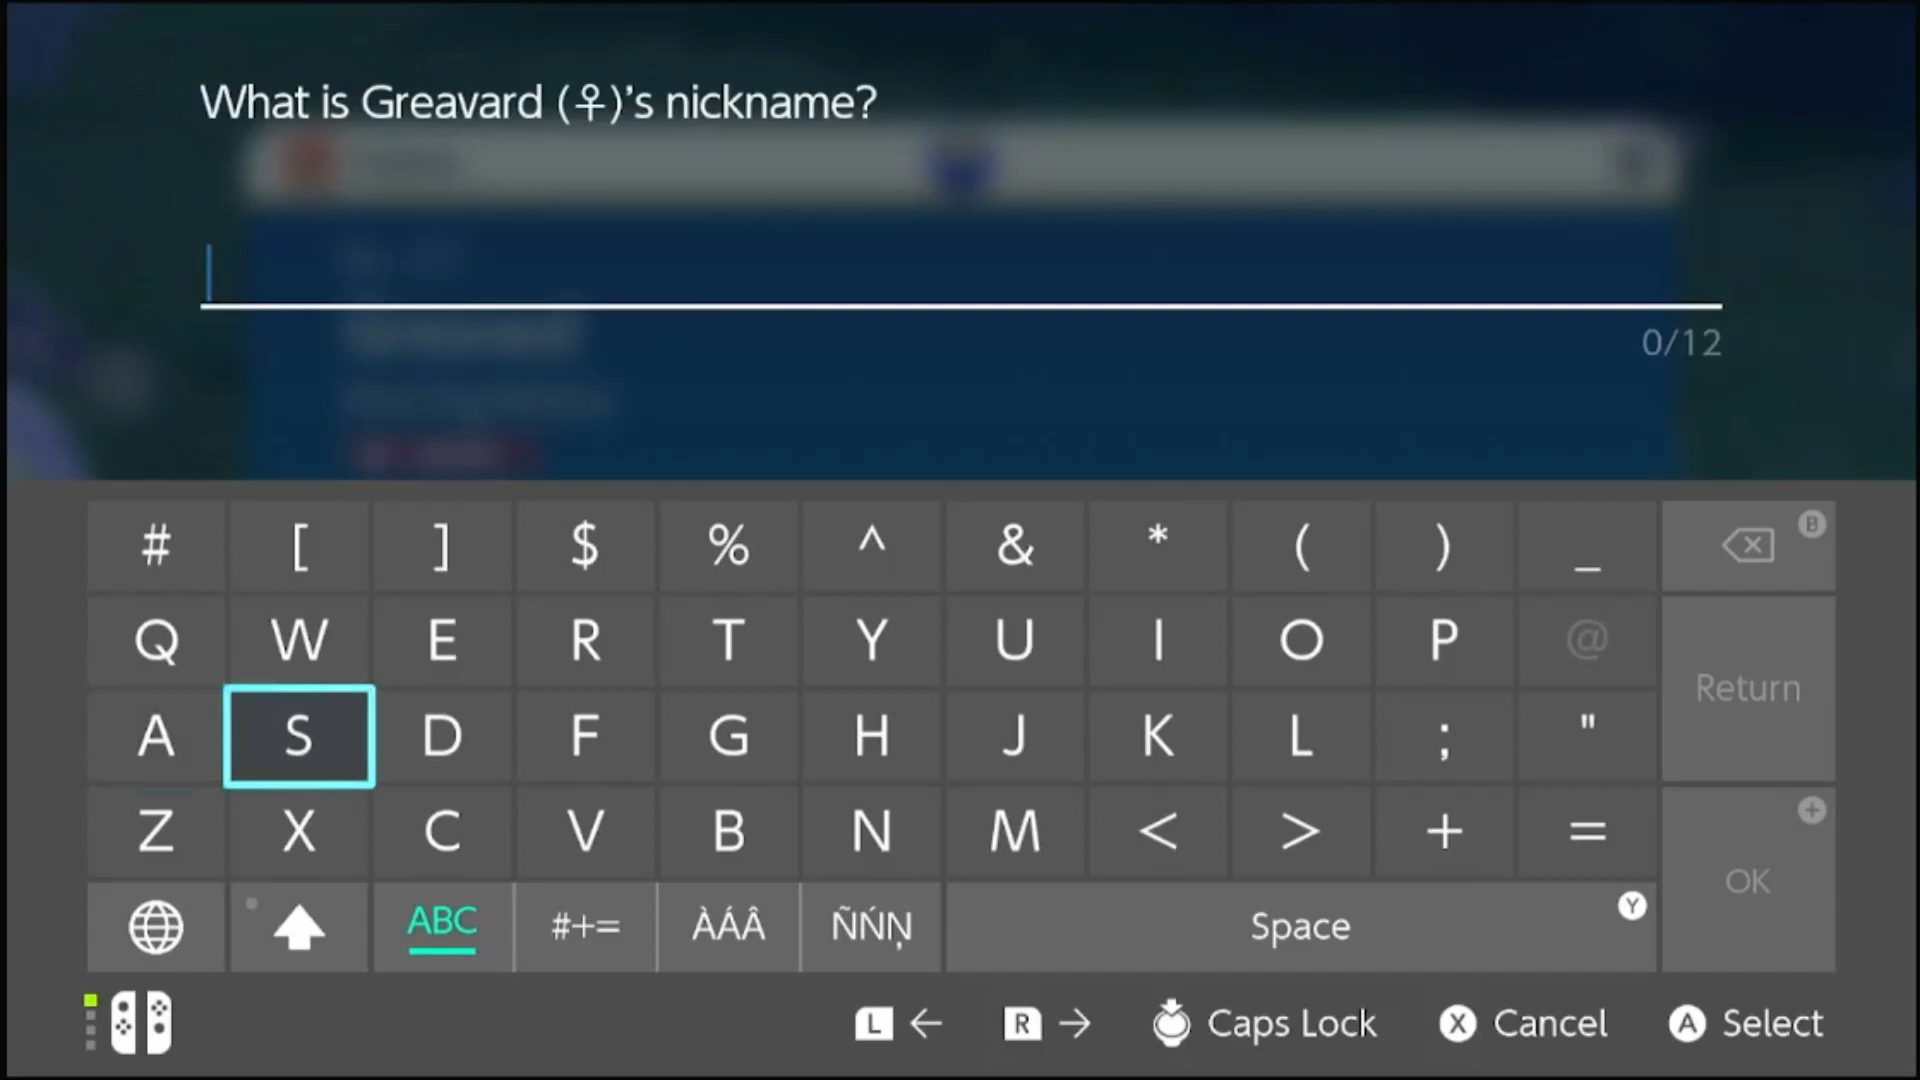 What is Greavard (♀)'s nickname?
0/12
# [ ] $ % ^ & * ( ) _ B
Q W E R T Y U I O P @ Return
A S D F G H J K L ; "
Z X C V B N M < > + = OK
ABC #+= ÀÁÂ ÑŃŅ Space Y
L ← R → Caps Lock X Cancel A Select